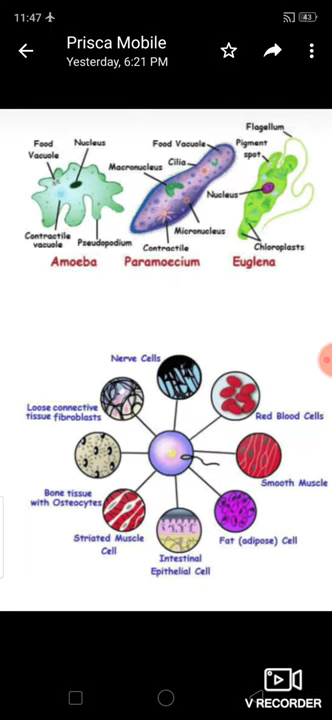 11:47
43
Prisca Mobile
Yesterday, 6:21 PM
Food
Vacuole
Nucleus
Contractile
vacuole
Pseudopodium
Amoeba
Food Vacuole
Cilia
Macronucleus
Micronucleus
Contractile
Paramoecium
Flagellum
Pigment
spot
Nucleus
Chloroplasts
Euglena
Nerve Cells
Loose connective
tissue fibroblasts
Red Blood Cells
Smooth Muscle
Bone tissue
with Osteocytes
Striated Muscle
Cell
Intestinal
Epithelial Cell
Fat (adipose) Cell
V RECORDER